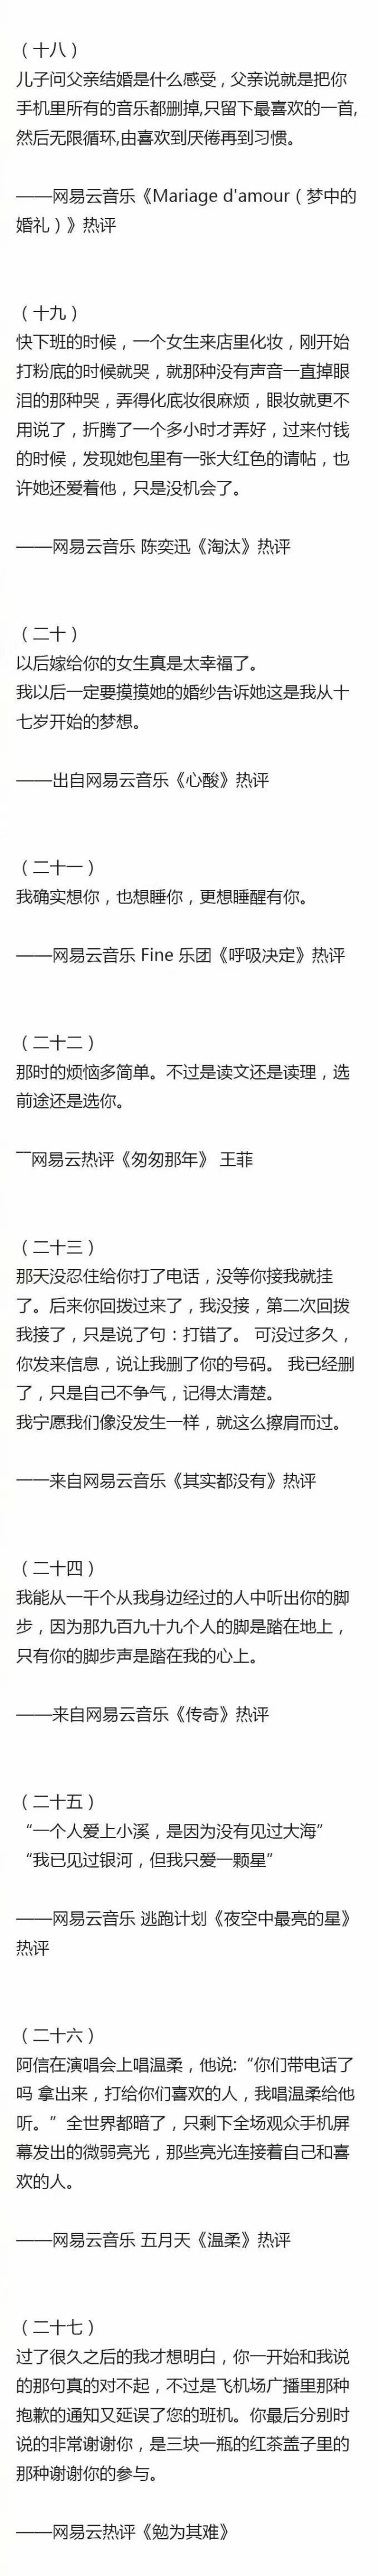 （十八）
儿子问父亲结婚是什么感受，父亲说就是把你
手机里所有的音乐都删掉,只留下最喜欢的一首,
然后无限循环,由喜欢到厌倦再到习惯。
——网易云音乐《Mariage d'amour（梦中的
婚礼）》热评
（十九）
快下班的时候，一个女生来店里化妆，刚开始
打粉底的时候就哭，就那种没有声音一直掉眼
泪的那种哭，弄得化底妆很麻烦，眼妆就更不
用说了，折腾了一个多小时才弄好，过来付钱
的时候，发现她包里有一张大红色的请帖，也
许她还爱着他，只是没机会了。
——网易云音乐 陈奕迅《淘汰》热评
（二十）
以后嫁给你的女生真是太幸福了。
我以后一定要摸摸她的婚纱告诉她这是我从十
七岁开始的梦想。
——出自网易云音乐《心酸》热评
（二十一）
我确实想你，也想睡你，更想睡醒有你。
——网易云音乐 Fine 乐团《呼吸决定》热评
（二十二）
那时的烦恼多简单。不过是读文还是读理，选
前途还是选你。
——网易云热评《匆匆那年》 王菲
（二十三）
那天没忍住给你打了电话，没等你接我就挂
了。后来你回拨过来了，我没接，第二次回拨
我接了，只是说了句：打错了。 可没过多久，
你发来信息，说让我删了你的号码。 我已经删
了，只是自己不争气，记得太清楚。
我宁愿我们像没发生一样，就这么擦肩而过。
一一来自网易云音乐《其实都没有》热评
（二十四）
我能从一千个从我身边经过的人中听出你的脚
步，因为那九百九十九个人的脚是踏在地上，
只有你的脚步声是踏在我的心上。
——来自网易云音乐《传奇》热评
（二十五）
“一个人爱上小溪，是因为没有见过大海”
“我已见过银河，但我只爱一颗星”
——网易云音乐 逃跑计划《夜空中最亮的星》
热评
（二十六）
阿信在演唱会上唱温柔，他说:“你们带电话了
吗 拿出来，打给你们喜欢的人，我唱温柔给他
听。”全世界都暗了，只剩下全场观众手机屏
幕发出的微弱亮光，那些亮光连接着自己和喜
欢的人。
——网易云音乐 五月天《温柔》热评
（二十七）
过了很久之后的我才想明白，你一开始和我说
的那句真的对不起，不过是飞机场广播里那种
抱歉的通知又延误了您的班机。你最后分别时
说的非常谢谢你，是三块一瓶的红茶盖子里的
那种谢谢你的参与。
——网易云热评《勉为其难》